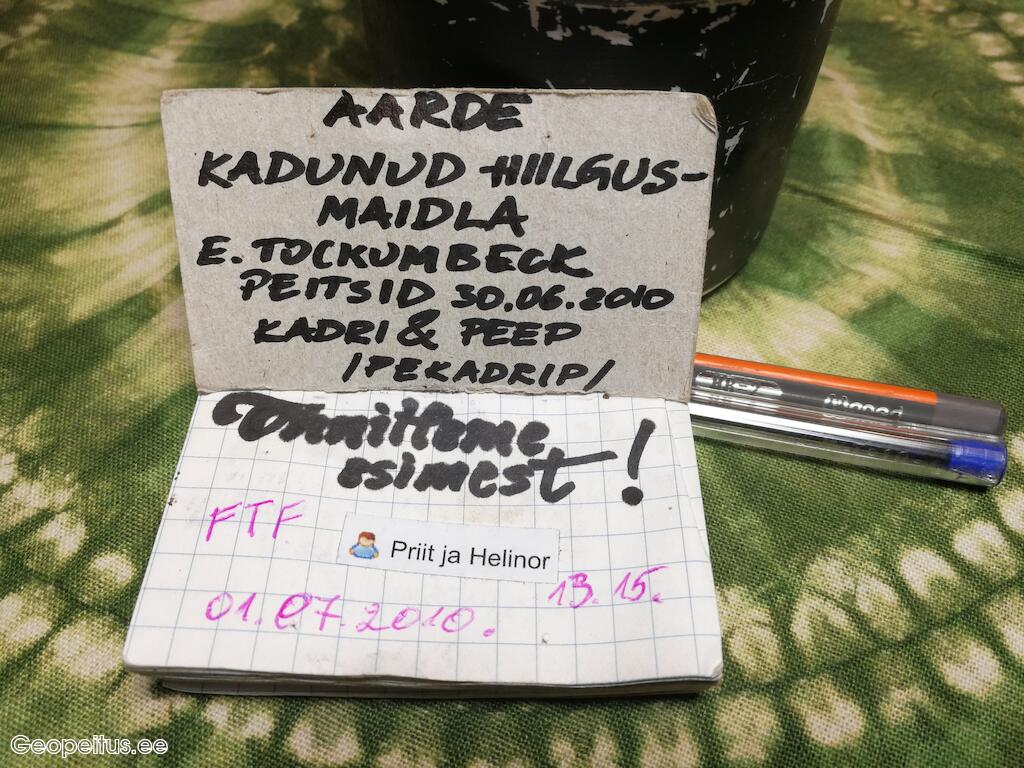 AARDE
KADUNUD HIILGUS-
MAIDLA
E. TOCKUMBECK
PEITSID 30.06.2010
KADRI & PEEP
/PEKADRIP/
Õnnitleme
esimest!
FTF
Priit ja Helinor
13.15.
01.07.2010.
Geopeitus.ee